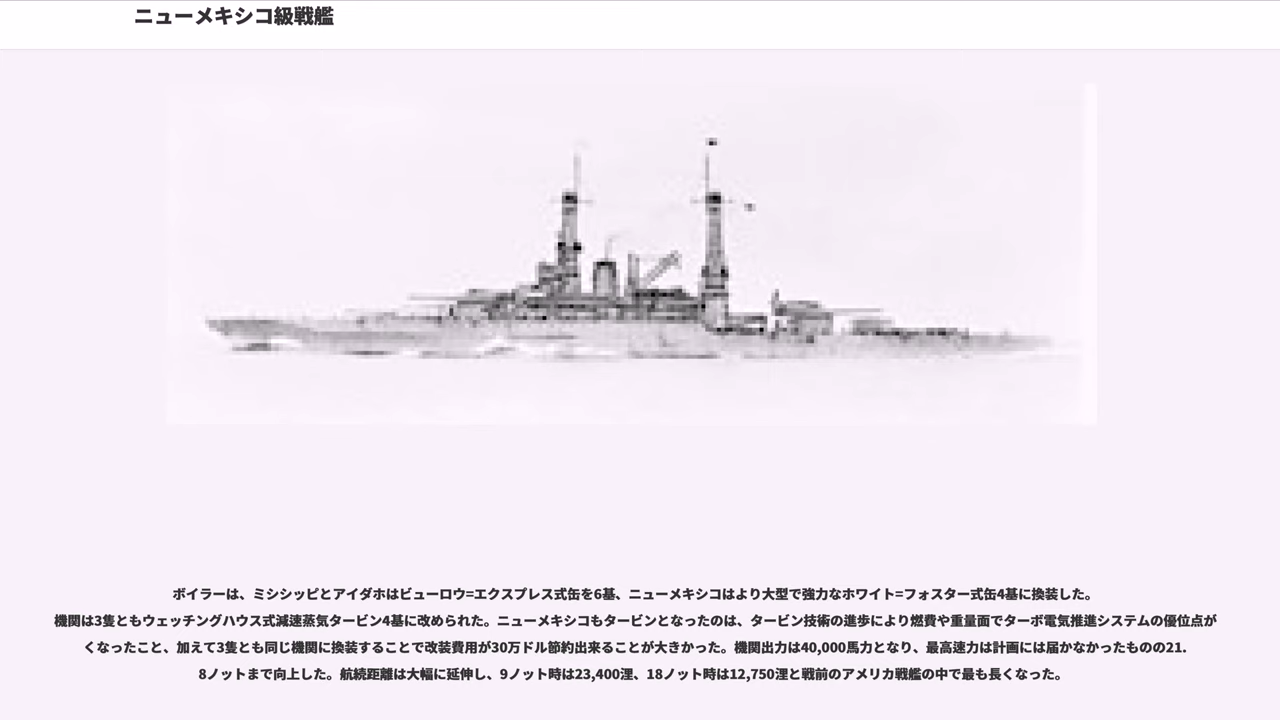 ニューメキシコ級戦艦
ボイラーは、ミシシッピとアイダホはビューロウ=エクスプレス式缶を6基、ニューメキシコはより大型で強力なホワイト=フォスター式缶4基に換装した。
機関は3隻ともウェッチングハウス式減速蒸気タービン4基に改められた。ニューメキシコもタービンとなったのは、タービン技術の進歩により燃費や重量面でターボ電気推進システムの優位点が
くなったこと、加えて3隻とも同じ機関に換装することで改装費用が30万ドル節約出来ることが大きかった。機関出力は40,000馬力となり、最高速力は計画には届かなかったものの21.
8ノットまで向上した。航続距離は大幅に延伸し、9ノット時は23,400浬、18ノット時は12,750浬と戦前のアメリカ戦艦の中で最も長くなった。